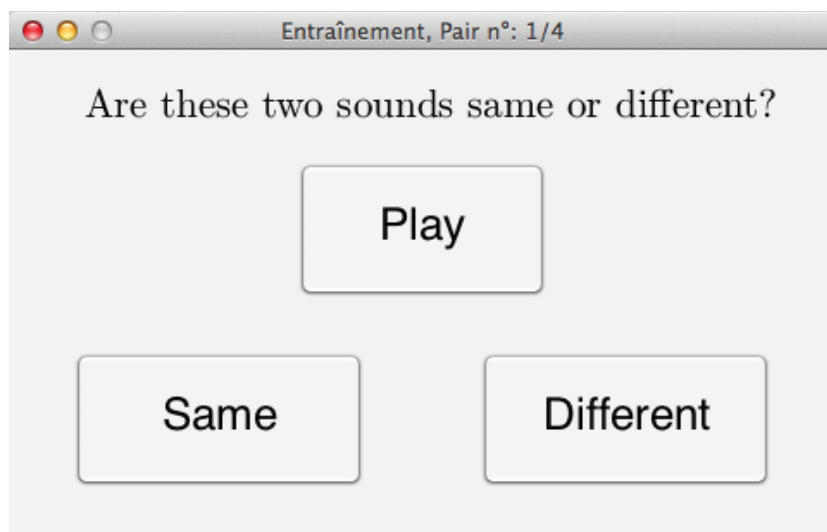 Entraînement, Pair n°: 1/4
Are these two sounds same or different?
Play
Same
Different